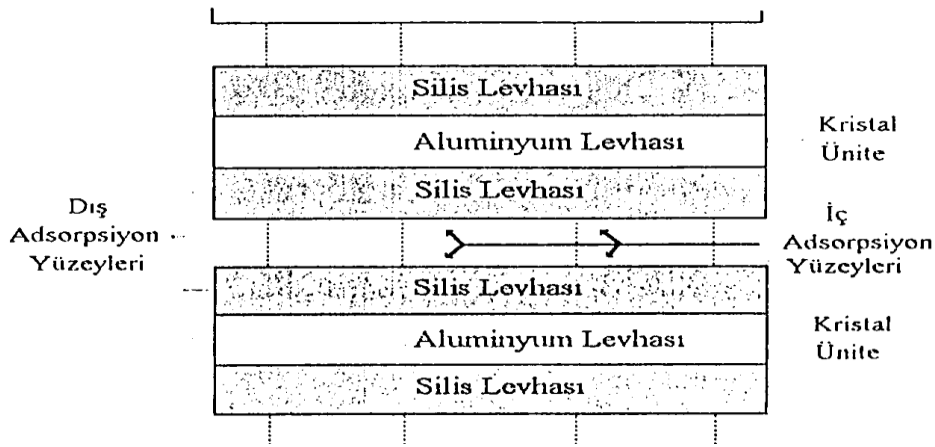 Silis Levhası
Aluminyum Levhası
Silis Levhası
Kristal
Ünite
Dış
Adsorpsiyon
Yüzeyleri
İç
Adsorpsiyon
Yüzeyleri
Silis Levhası
Aluminyum Levhası
Silis Levhası
Kristal
Ünite